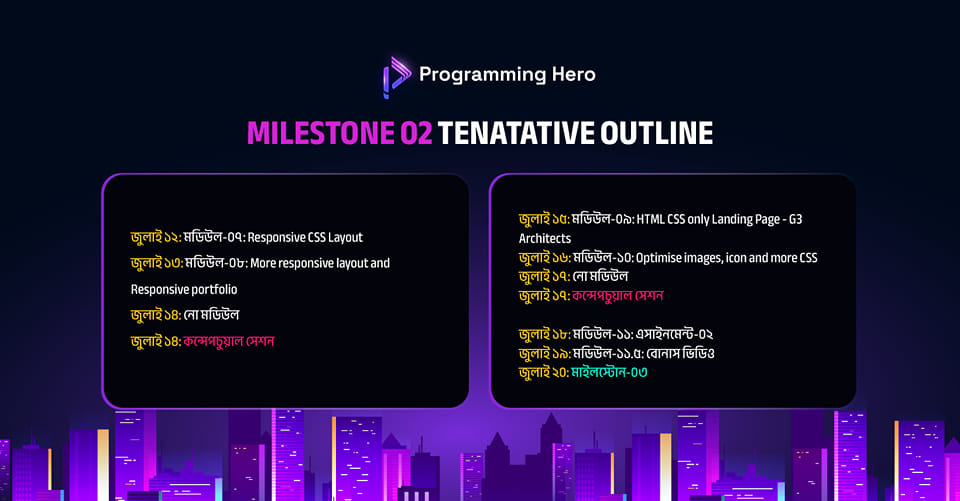 Programming Hero
MILESTONE 02 TENATATIVE OUTLINE
জুলাই ১২: মডিউল-০৭: Responsive CSS Layout
জুলাই ১৩: মডিউল-০৮: More responsive layout and
Responsive portfolio
জুলাই ১৪: নো মডিউল
জুলাই ১৪: কন্সেপচুয়াল সেশন
জুলাই ১৫: মডিউল-০৯: HTML CSS only Landing Page - G3
Architects
জুলাই ১৬: মডিউল-১০: Optimise images, icon and more CSS
জুলাই ১৭: নো মডিউল
জুলাই ১৭: কন্সেপচুয়াল সেশন
জুলাই ১৮: মডিউল-১১: এসাইনমেন্ট-০২
জুলাই ১৯: মডিউল-১১.৫: বোনাস ভিডিও
জুলাই ২০: মাইলস্টোন-০৩